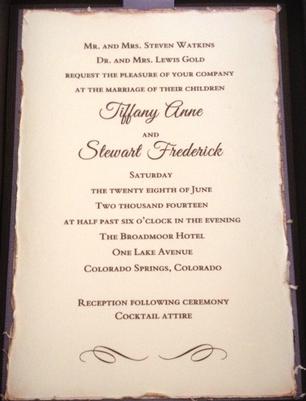 Mr. and Mrs. Steven Watkins
Dr. and Mrs. Lewis Gold
request the pleasure of your company
at the marriage of their children
Tiffany Anne
and
Stewart Frederick
Saturday
the twenty eighth of June
Two thousand fourteen
at half past six o'clock in the evening
The Broadmoor Hotel
One Lake Avenue
Colorado Springs, Colorado
Reception following ceremony
Cocktail attire